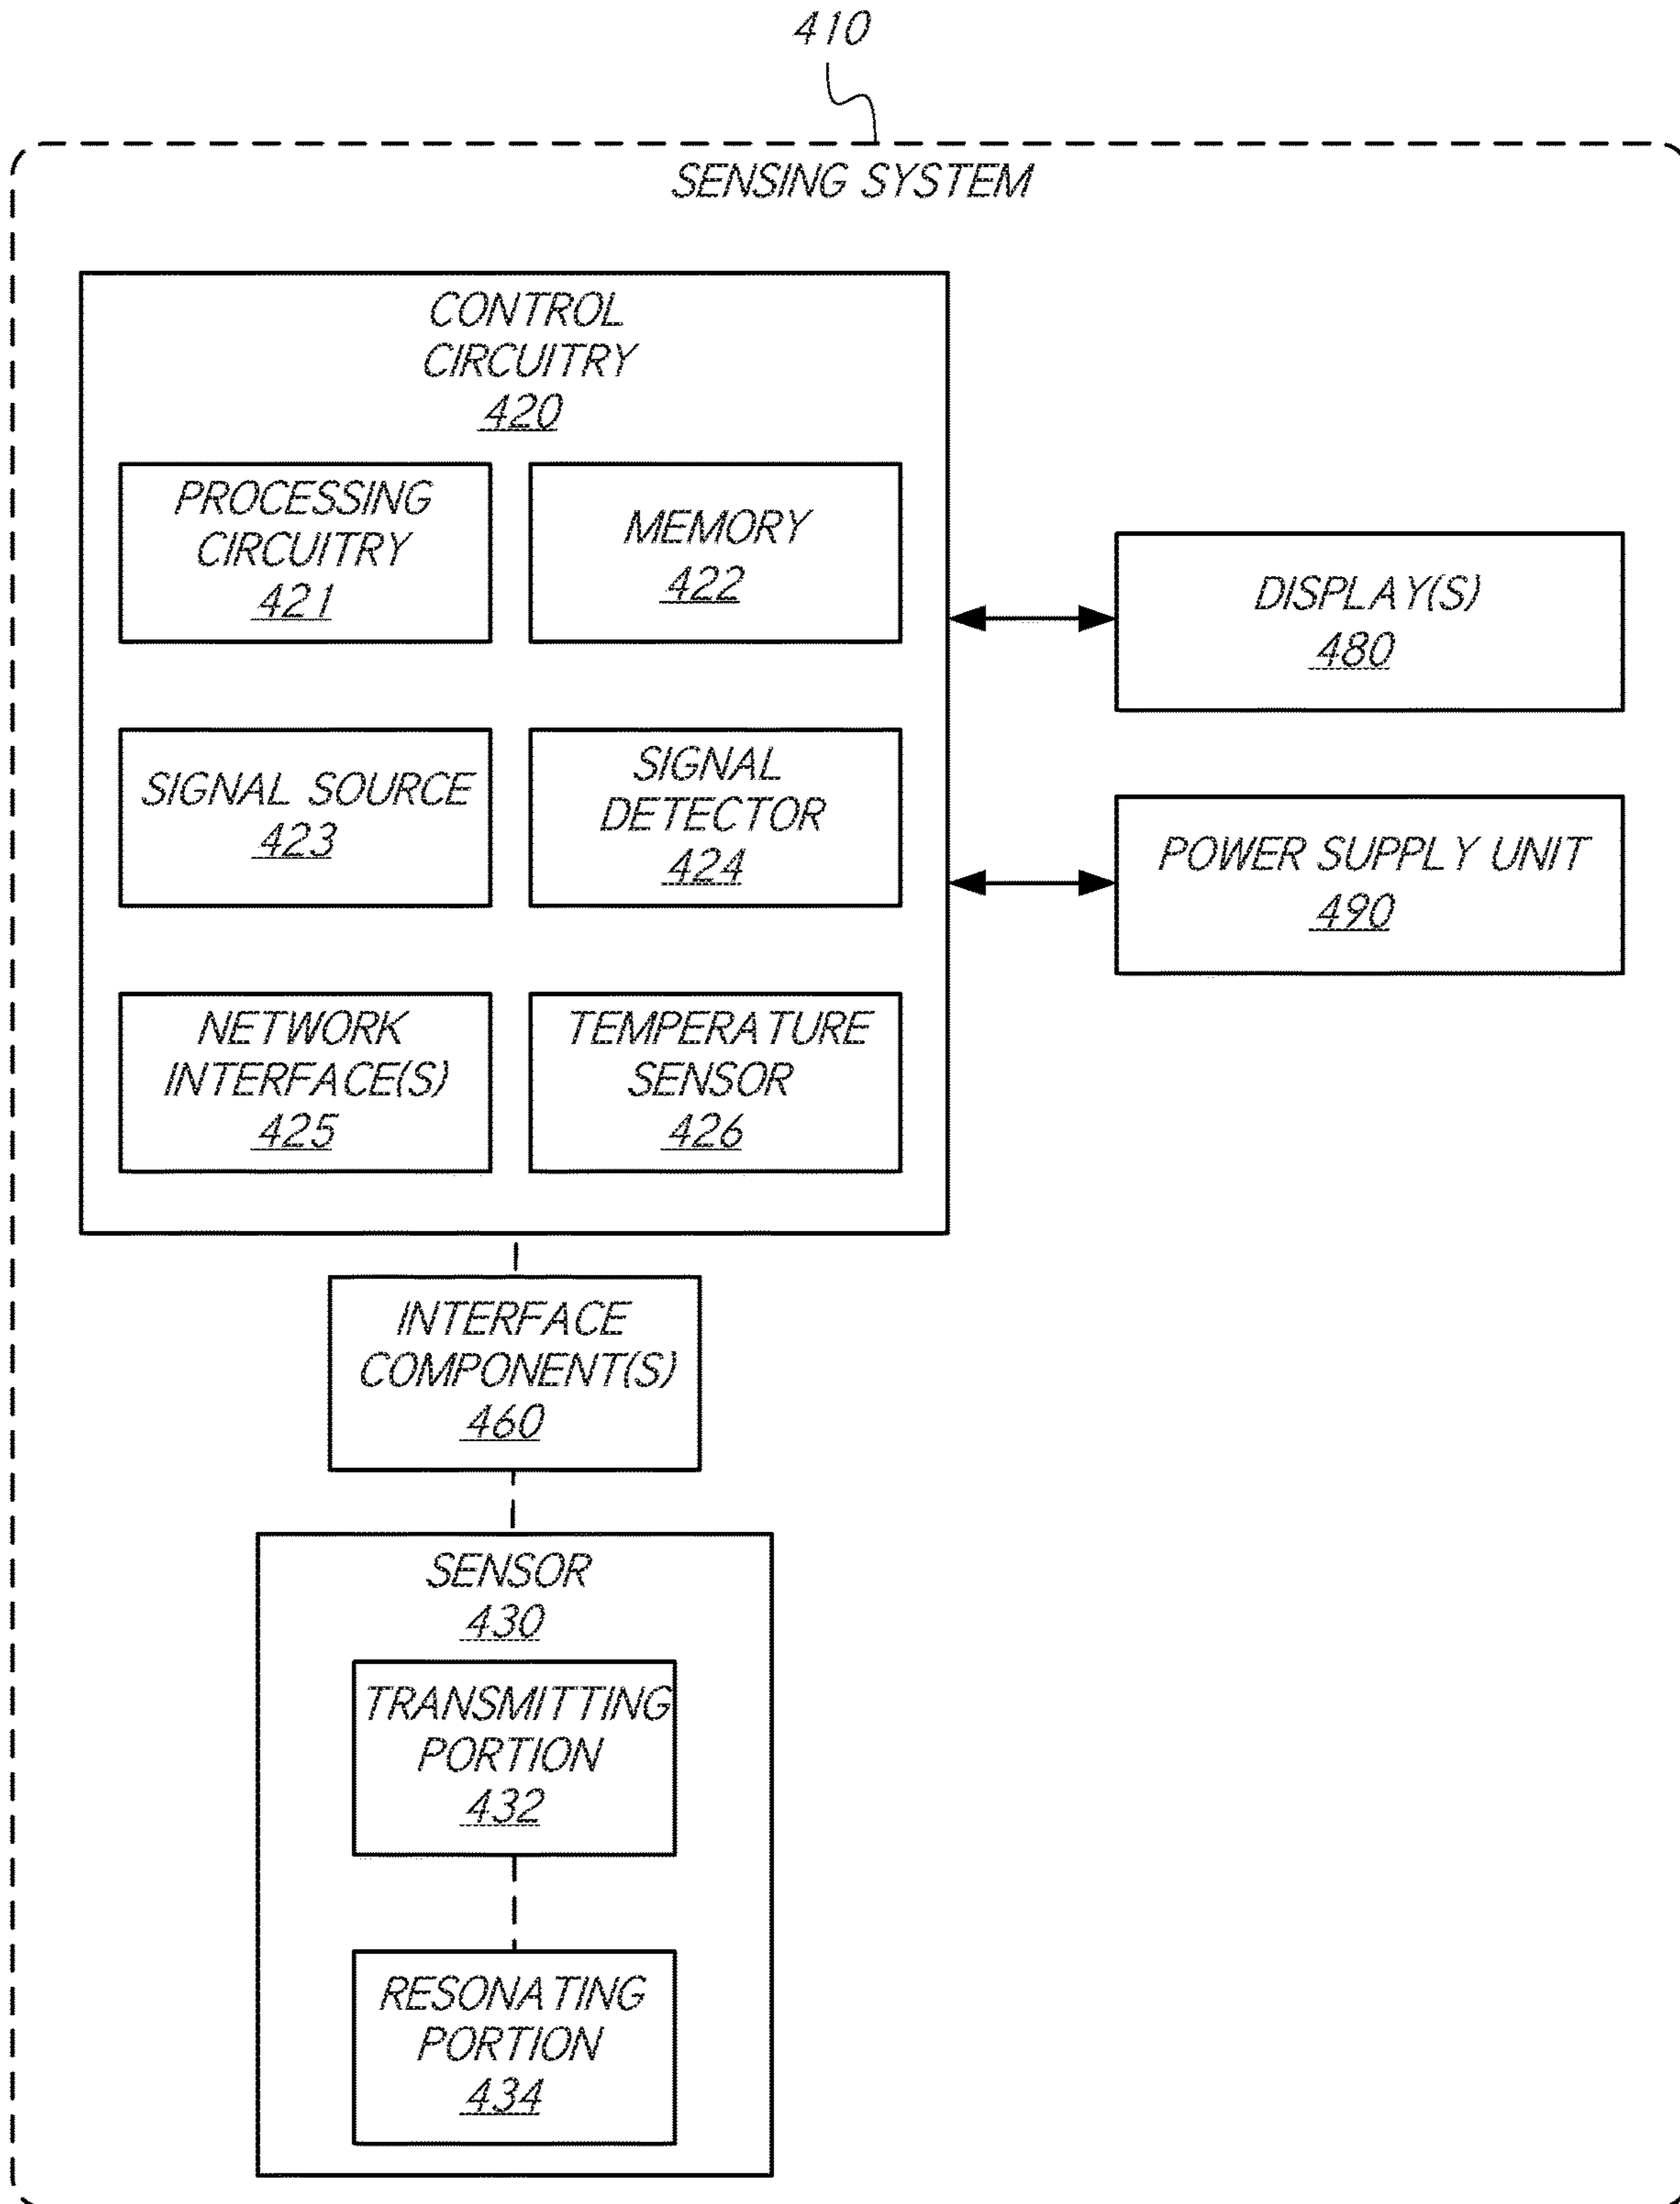 410
SENSING SYSTEM
CONTROL
CIRCUITRY
420
PROCESSING
CIRCUITRY
421
MEMORY
422
SIGNAL SOURCE
423
SIGNAL
DETECTOR
424
NETWORK
INTERFACE(S)
425
TEMPERATURE
SENSOR
426
DISPLAY(S)
480
POWER SUPPLY UNIT
490
INTERFACE
COMPONENT(S)
460
SENSOR
430
TRANSMITTING
PORTION
432
RESONATING
PORTION
434